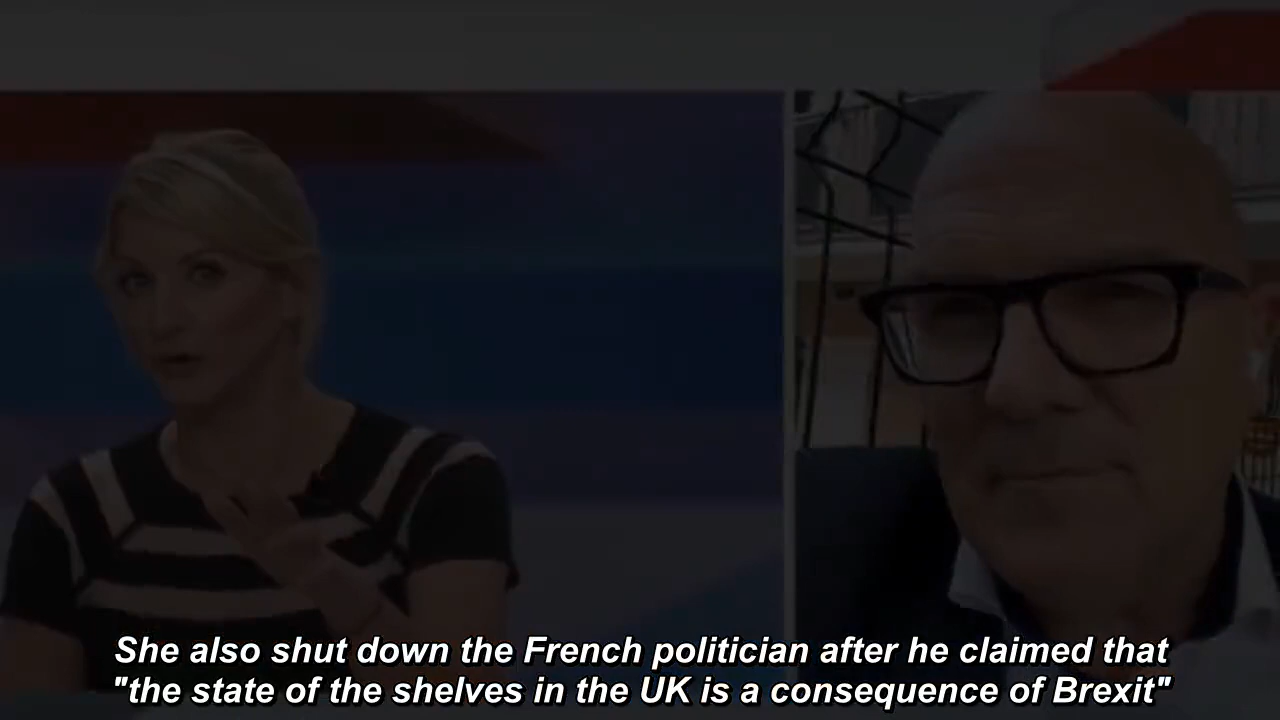 She also shut down the French politician after he claimed that
"the state of the shelves in the UK is a consequence of Brexit"